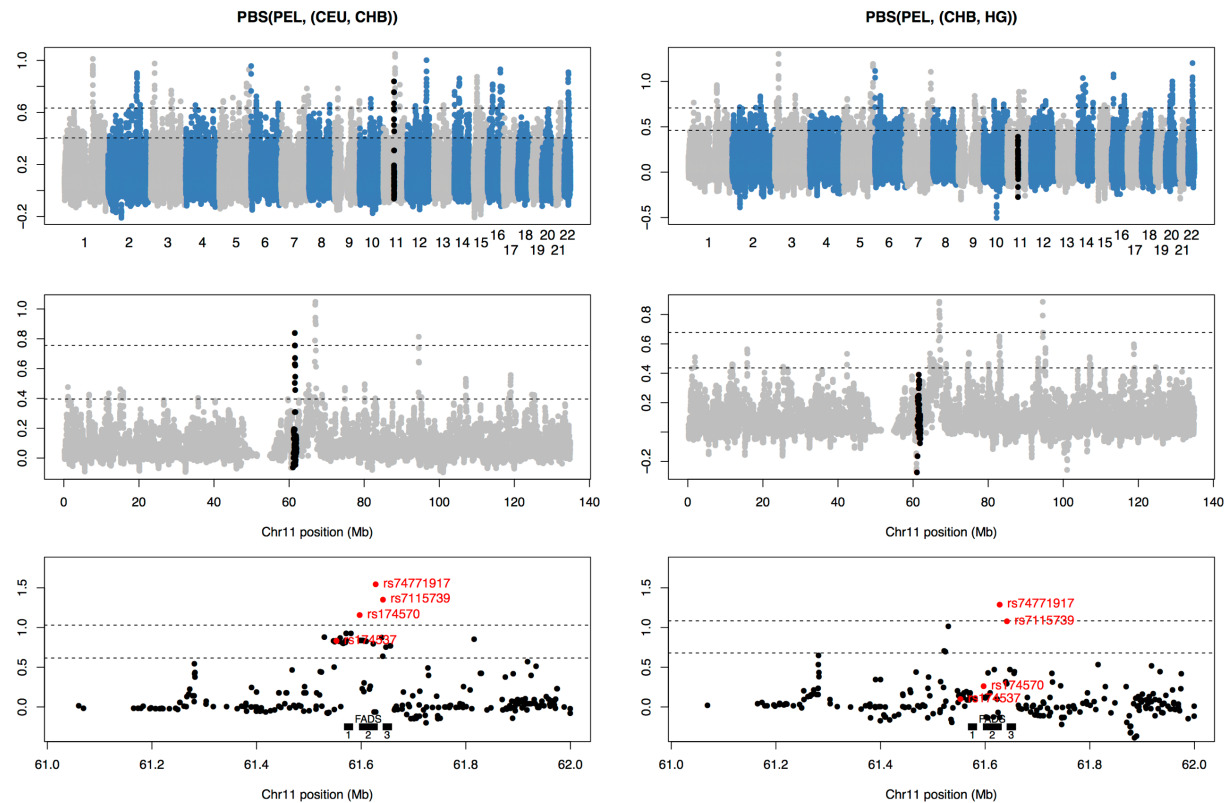 PBS(PEL, (CEU, CHB))
−0.2 0.2 0.6 1.0
1 2 3 4 5 6 7 8 9 10 11 12 13 14 15 16 17 18 19 20 21 22
0.0 0.2 0.4 0.6 0.8 1.0
0 20 40 60 80 100 120 140
Chr11 position (Mb)
0.0 0.5 1.0 1.5
rs74771917
rs7115739
rs174570
rs174537
FADS
1 2 3
61.0 61.2 61.4 61.6 61.8 62.0
Chr11 position (Mb)
PBS(PEL, (CHB, HG))
−0.5 0.0 0.5 1.0
1 2 3 4 5 6 7 8 9 10 11 12 13 14 15 16 17 18 19 20 21 22
−0.2 0.2 0.4 0.6 0.8
0 20 40 60 80 100 120 140
Chr11 position (Mb)
0.0 0.5 1.0 1.5
rs74771917
rs7115739
rs174570
rs174537
FADS
1 2 3
61.0 61.2 61.4 61.6 61.8 62.0
Chr11 position (Mb)